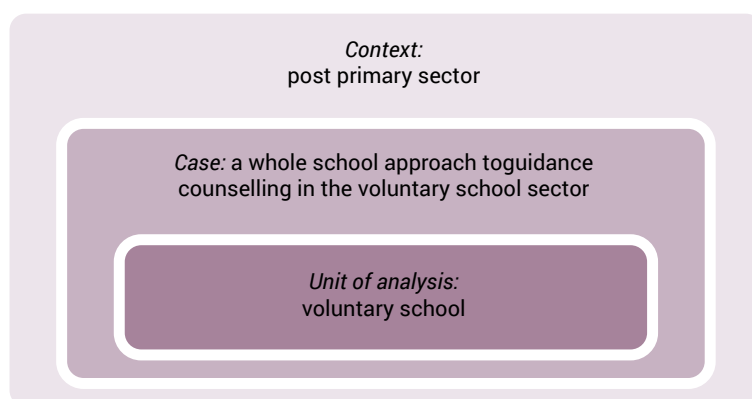 Context:
post primary sector
Case: a whole school approach toguidance
counselling in the voluntary school sector
Unit of analysis:
voluntary school